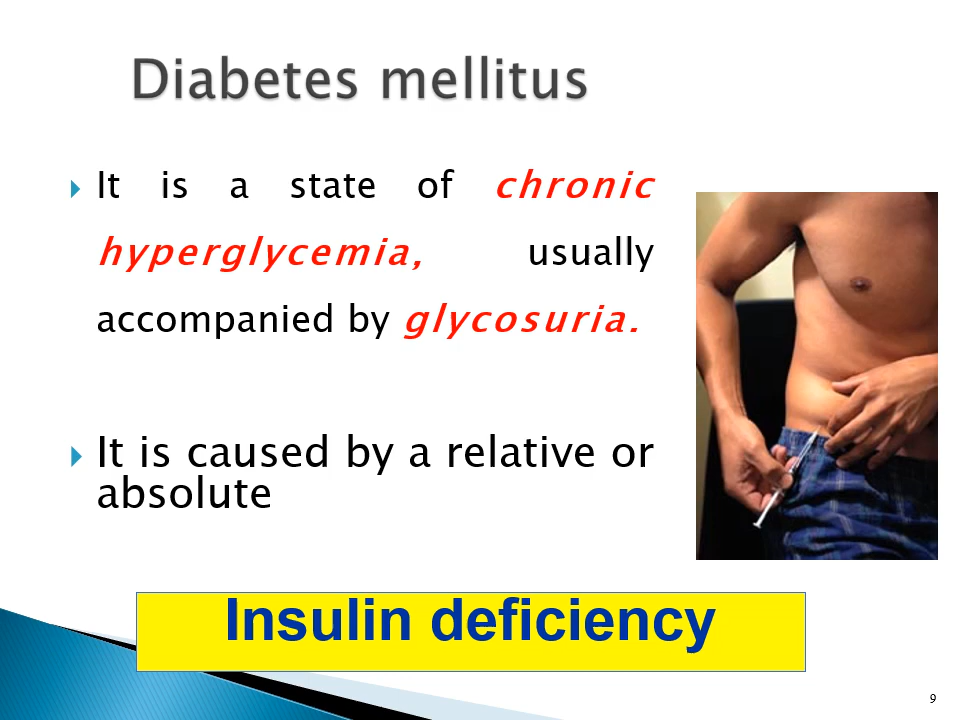 Diabetes mellitus
It is a state of chronic
hyperglycemia, usually
accompanied by glycosuria.
It is caused by a relative or
absolute
Insulin deficiency
9